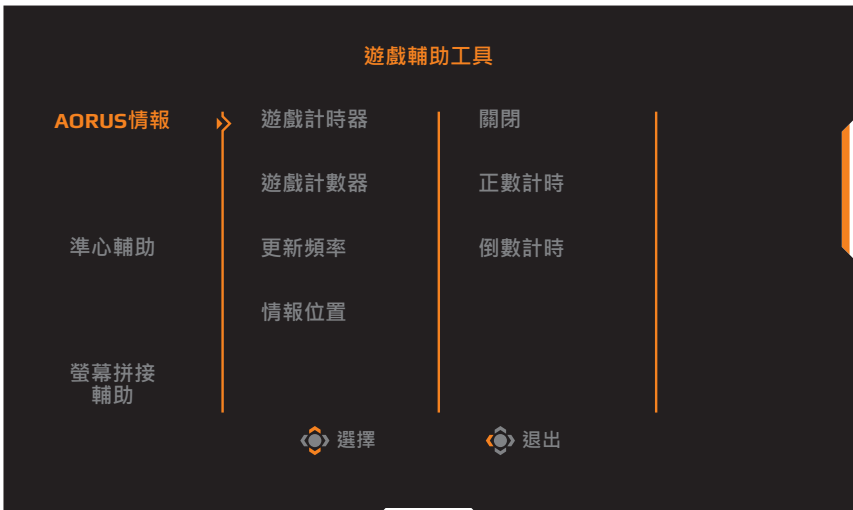 遊戲輔助工具
AORUS情報
遊戲計時器
關閉
遊戲計數器
正數計時
準心輔助
更新頻率
倒數計時
情報位置
螢幕拼接
輔助
選擇
退出